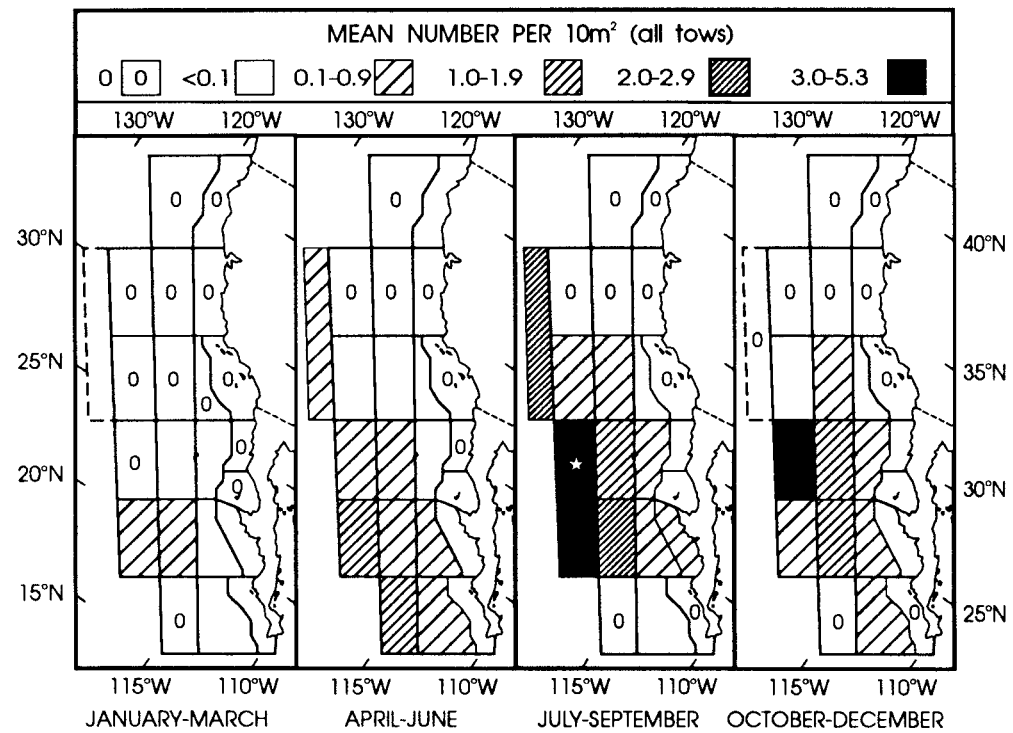 MEAN NUMBER PER 10m² (all tows)
0 0 <0.1 0.1-0.9 1.0-1.9 2.0-2.9 3.0-5.3
130°W 120°W 130°W 120°W 130°W 120°W 130°W 120°W
0 0 0 0 0 0 0
30°N 40°N
0 0 0 0 0 0 0 0 0 0 0 0
0
25°N 35°N
0 0 0 0 0 0
0
0 0
0
20°N 30°N
0
15°N 25°N
0 0 0 0 0
115°W 110°W 115°W 110°W 115°W 110°W 115°W 110°W
JANUARY-MARCH APRIL-JUNE JULY-SEPTEMBER OCTOBER-DECEMBER